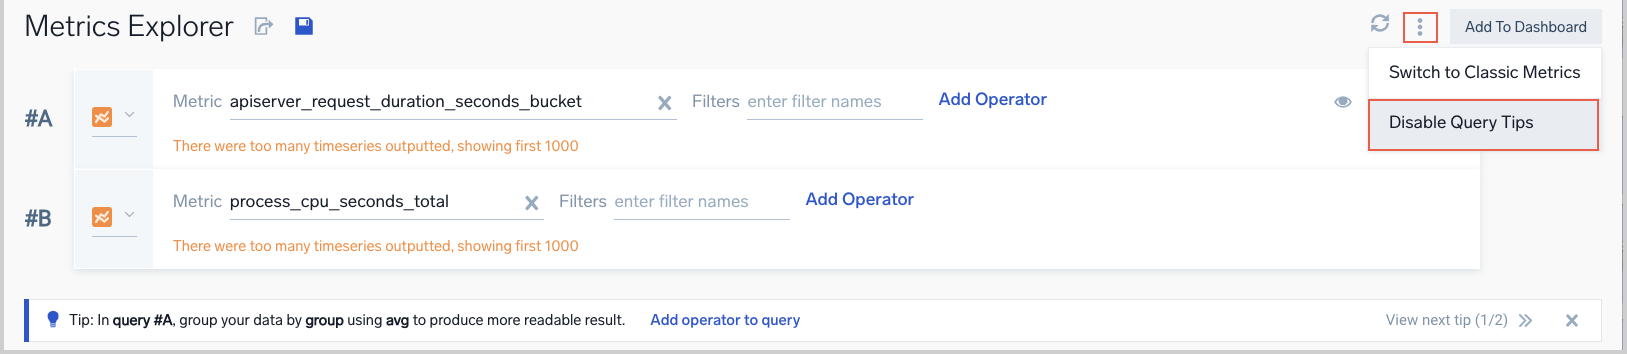 Metrics Explorer
Add To Dashboard
Switch to Classic Metrics
Disable Query Tips
#A
Metric apiserver_request_duration_seconds_bucket Filters enter filter names Add Operator
There were too many timeseries outputted, showing first 1000
#B
Metric process_cpu_seconds_total Filters enter filter names Add Operator
There were too many timeseries outputted, showing first 1000
Tip: In query #A, group your data by group using avg to produce more readable result. Add operator to query View next tip (1/2)